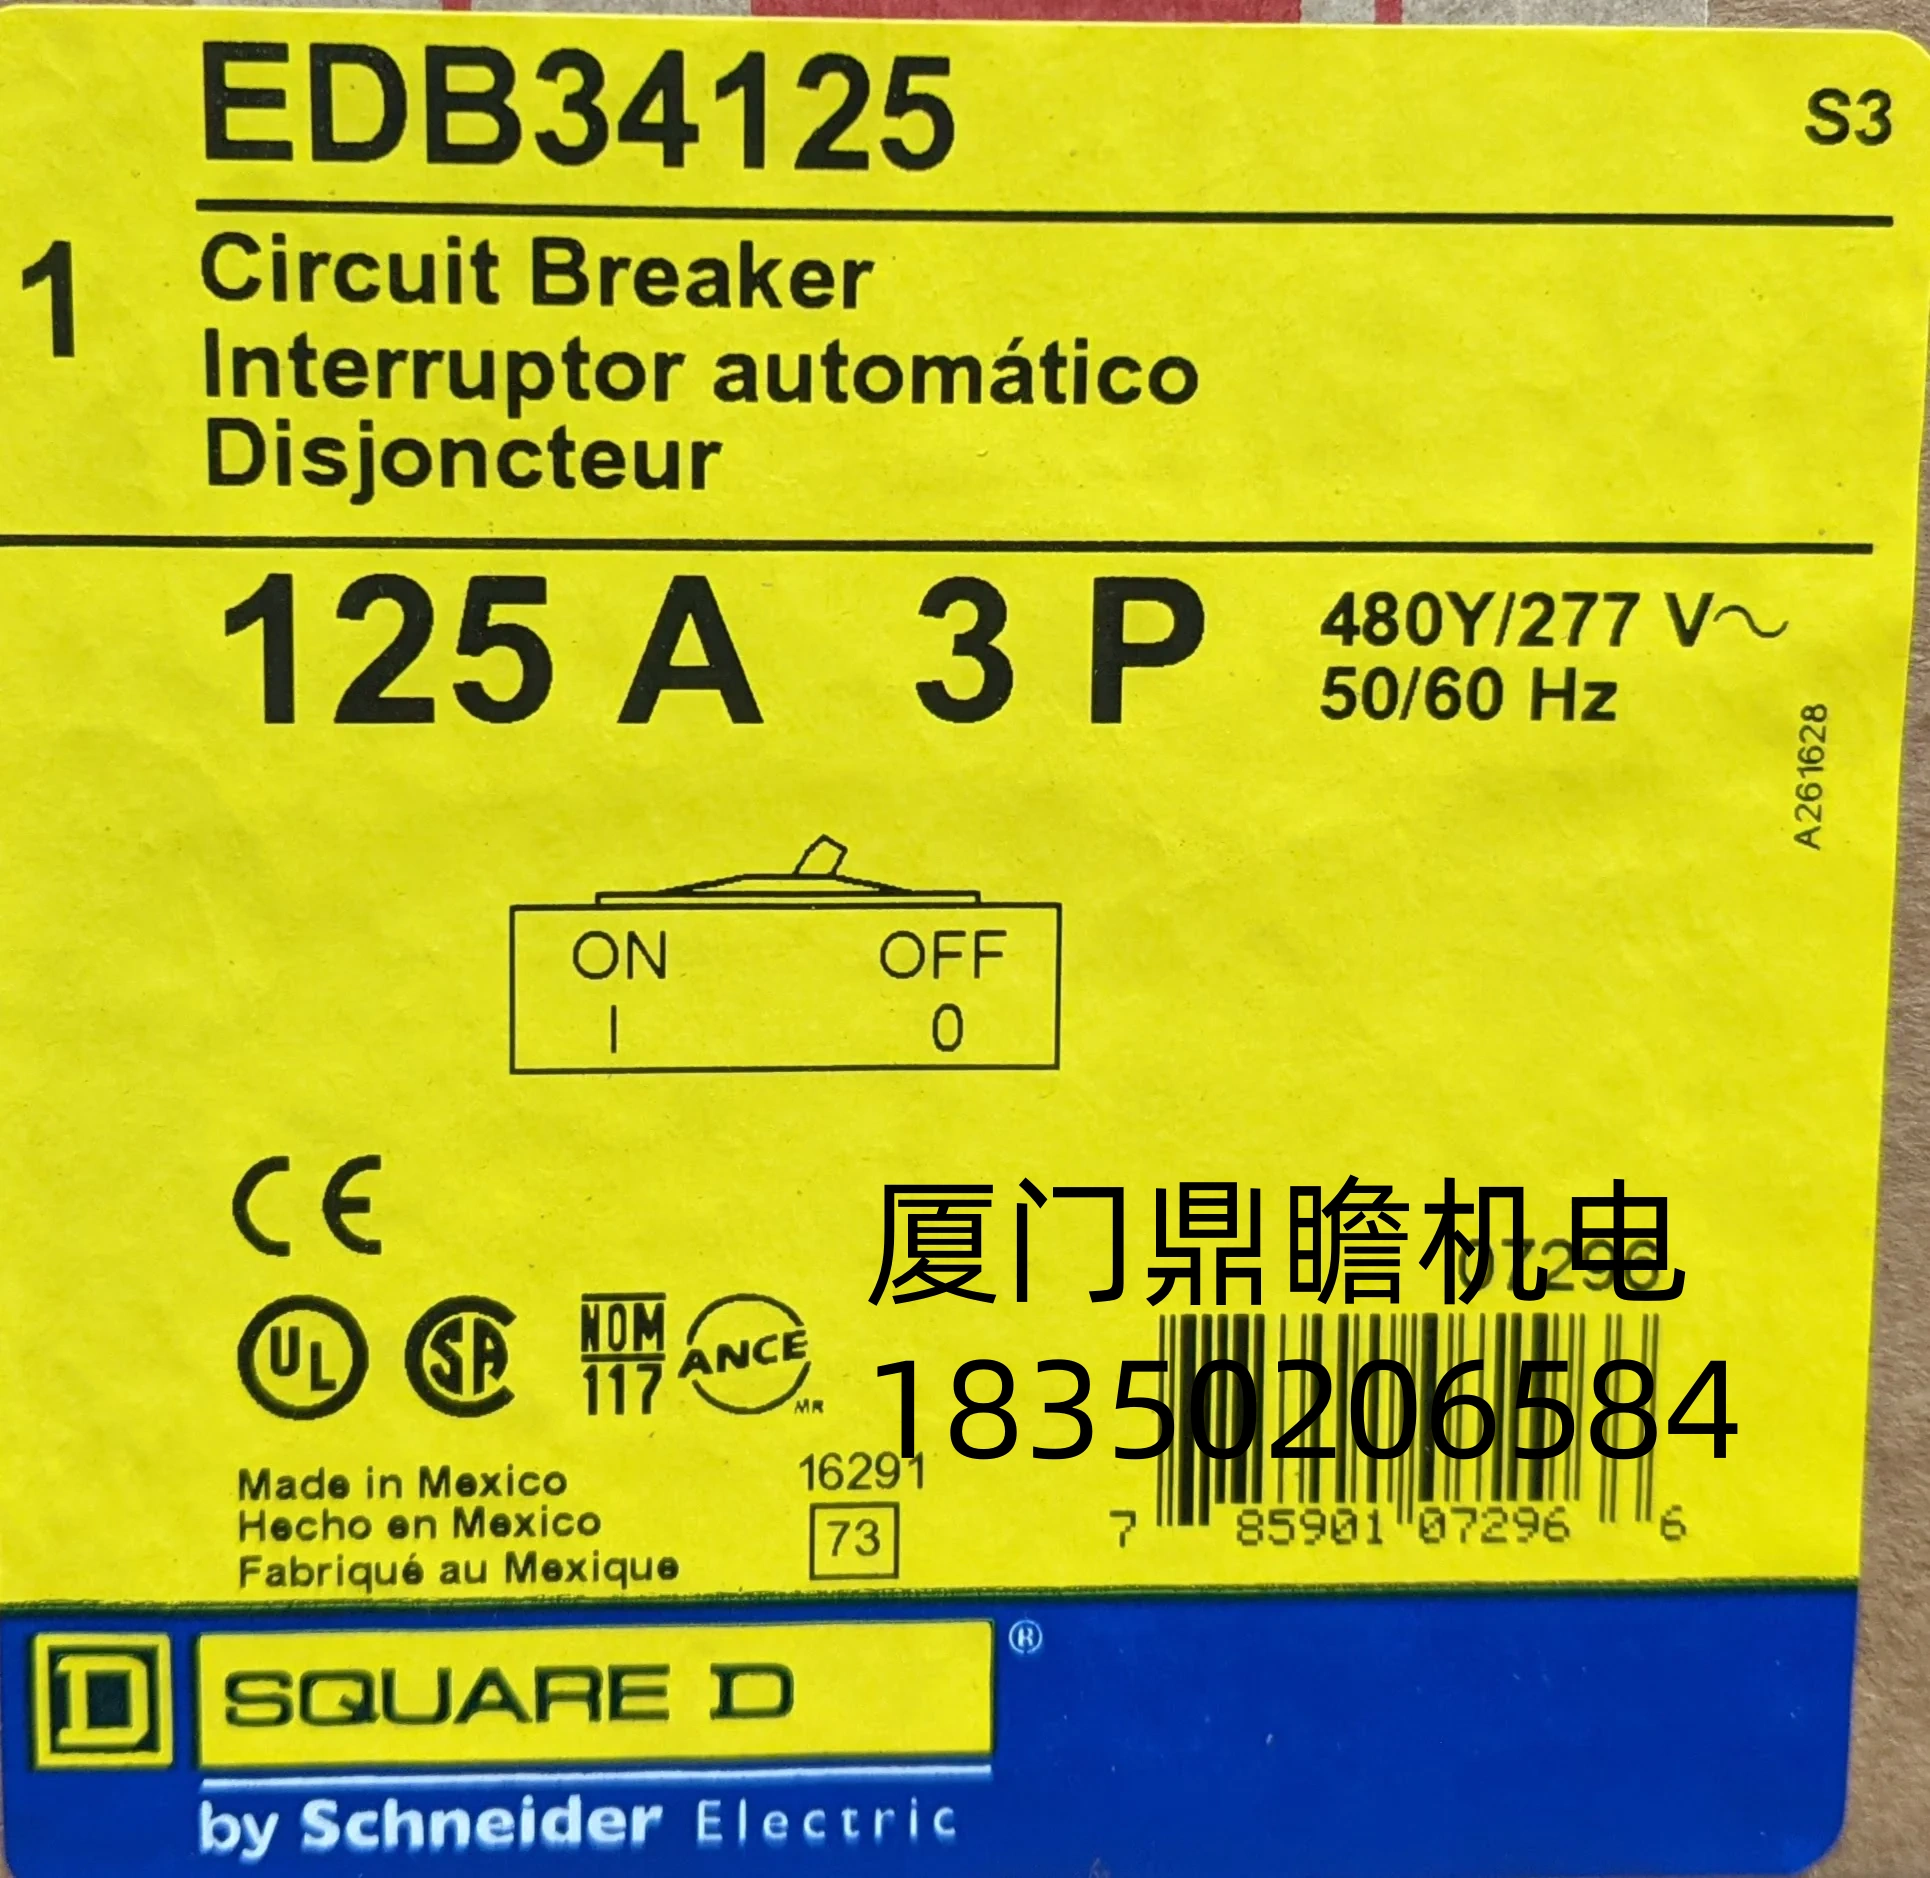 EDB34125
S3
1
Circuit Breaker
Interruptor automático
Disjoncteur
125 A 3 P
480Y/277 V~
50/60 Hz
A261628
ON OFF
I 0
CE
厦门鼎瞻机电
07296
UL SA NOM 117 ANCE MR
18350206584
Made in Mexico
Hecho en Mexico
Fabriqué au Mexique
16291
73
7 85901 07296 6
D SQUARE D ®
by Schneider Electric